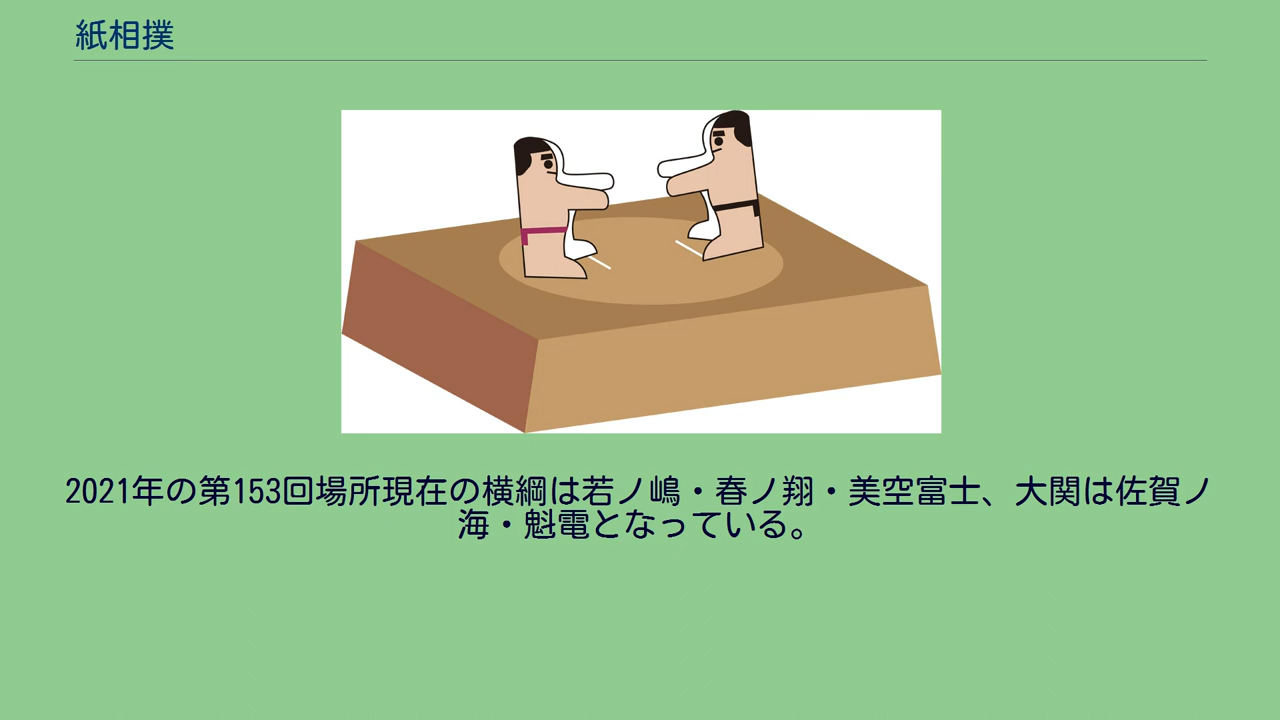 紙相撲
2021年の第153回場所現在の横綱は若ノ嶋・春ノ翔・美空富士、大関は佐賀ノ
海・魁電となっている。